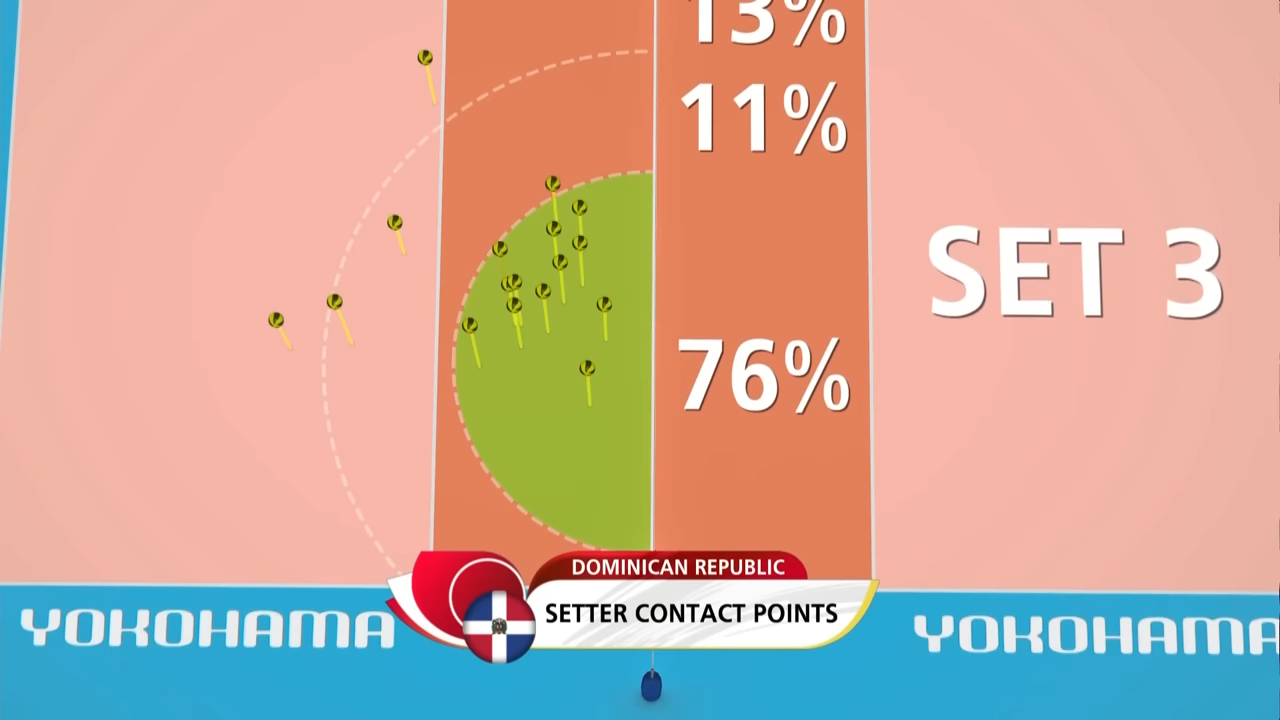 13%
11%
SET 3
76%
DOMINICAN REPUBLIC
SETTER CONTACT POINTS
YOKOHAMA
YOKOHAMA